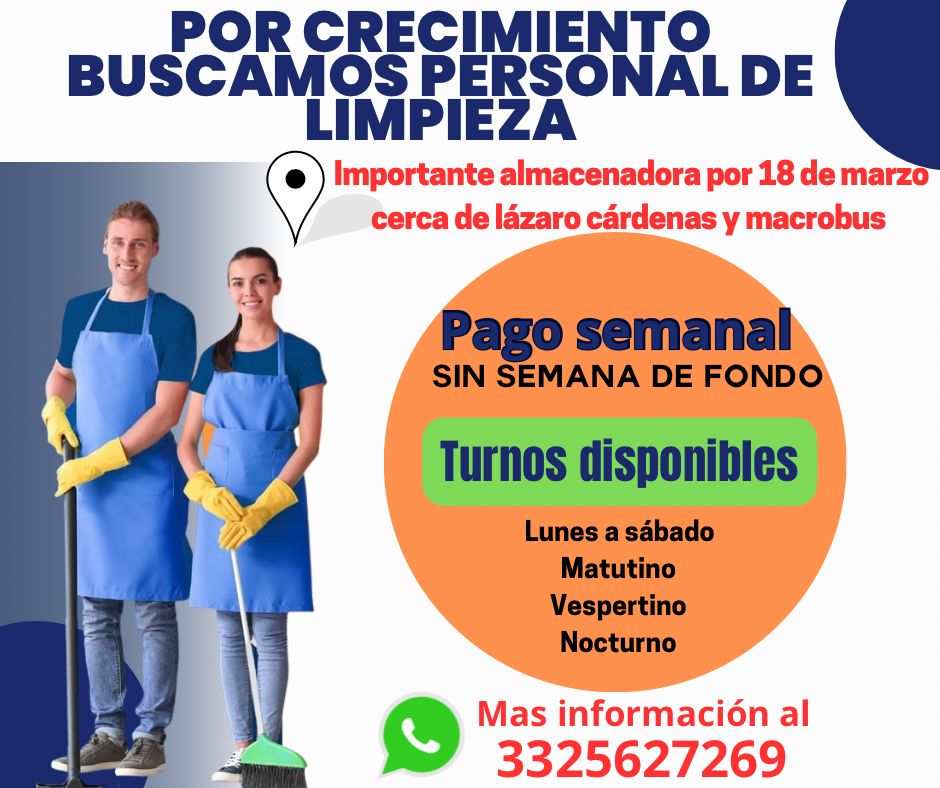 POR CRECIMIENTO
BUSCAMOS PERSONAL DE
LIMPIEZA
Importante almacenadora por 18 de marzo
cerca de lázaro cárdenas y macrobus
Pago semanal
SIN SEMANA DE FONDO
Turnos disponibles
Lunes a sábado
Matutino
Vespertino
Nocturno
Mas información al
3325627269